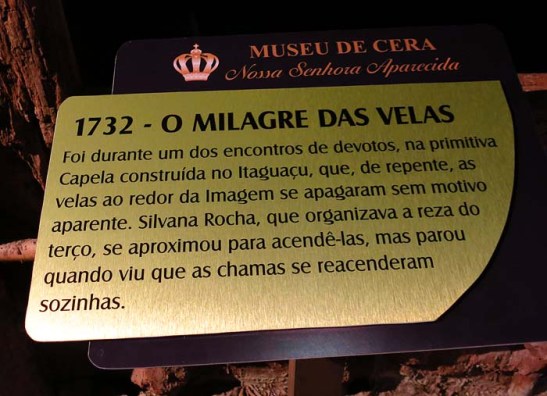 MUSEU DE CERA
Nossa Senhora Aparecida
1732 - O MILAGRE DAS VELAS
Foi durante um dos encontros de devotos, na primitiva
Capela construída no Itaguaçu, que, de repente, as
velas ao redor da Imagem se apagaram sem motivo
aparente. Silvana Rocha, que organizava a reza do
terço, se aproximou para acendê-las, mas parou
quando viu que as chamas se reacenderam
sozinhas.